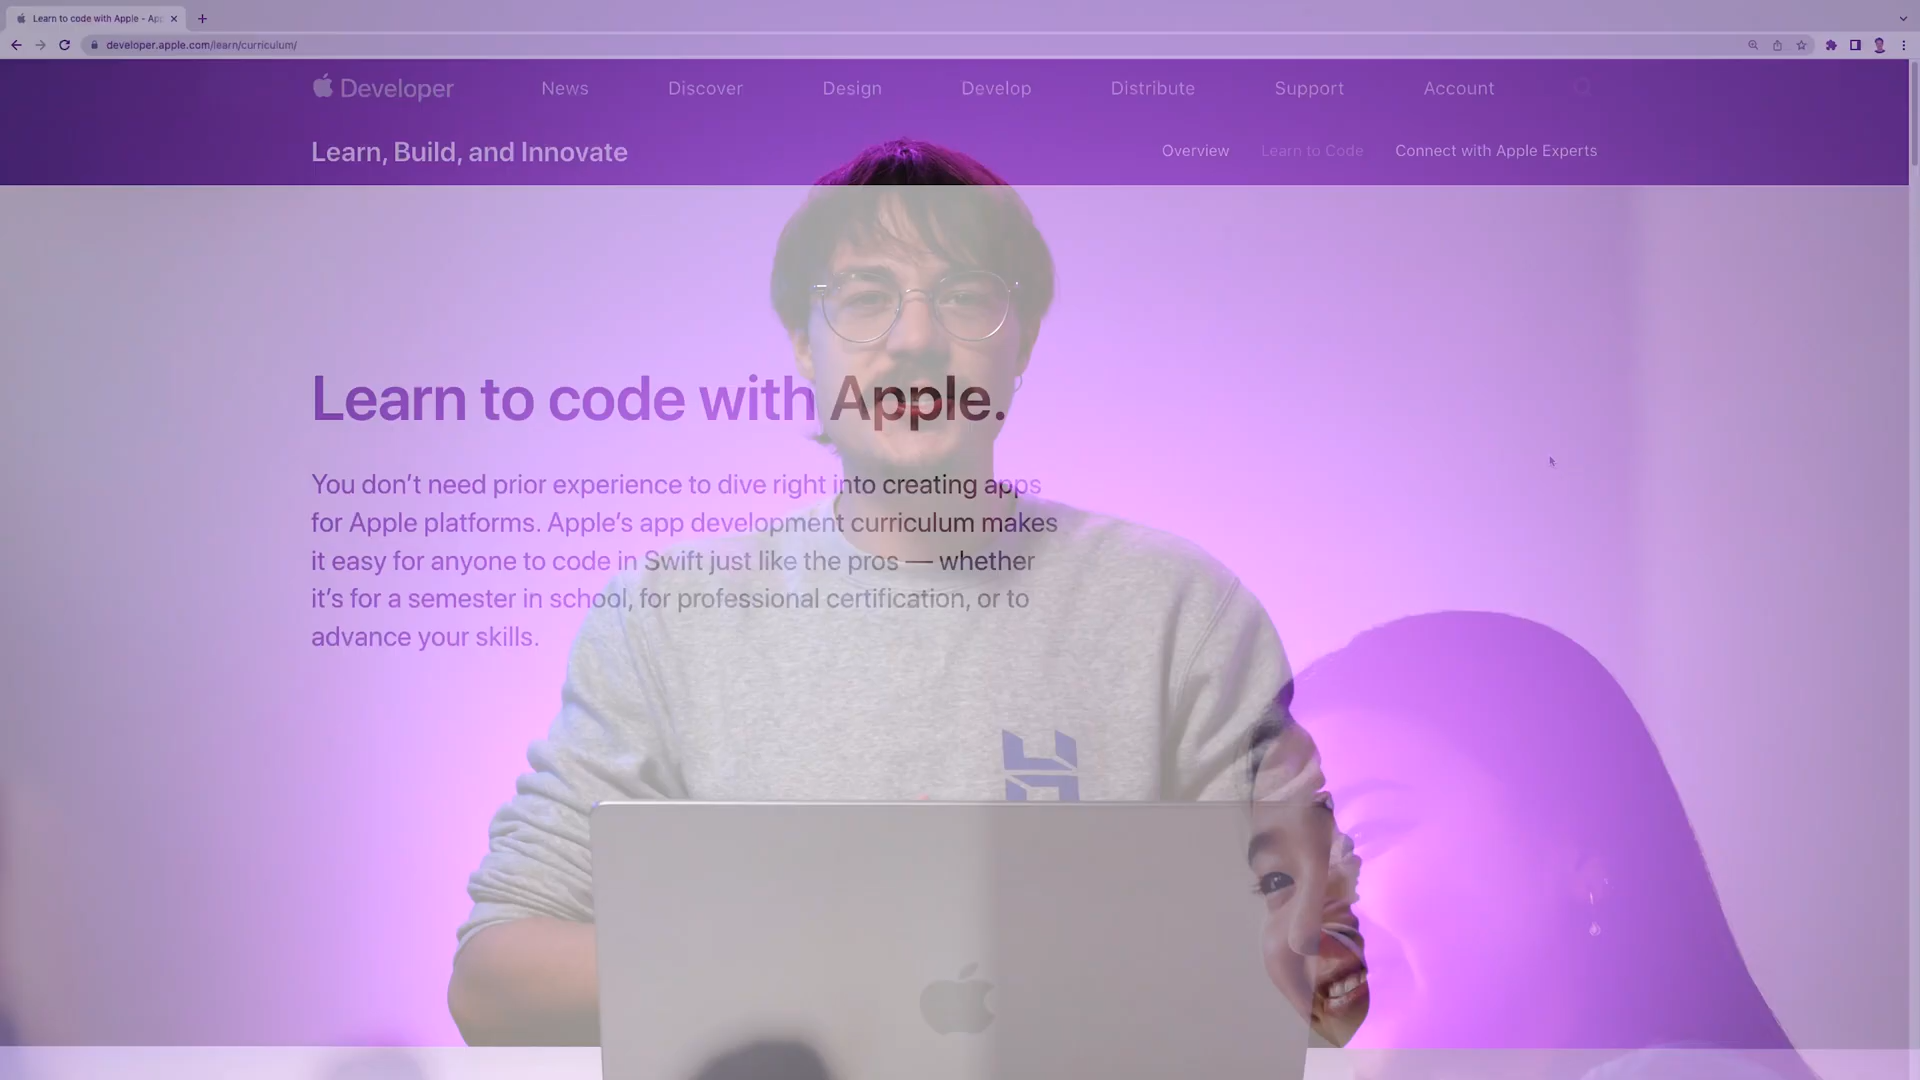 Learn to code with Apple - Ap
developer.apple.com/learn/curriculum/
Developer
News
Discover
Design
Develop
Distribute
Support
Account
Learn, Build, and Innovate
Overview
Learn to Code
Connect with Apple Experts
Learn to code with Apple.
You don’t need prior experience to dive right into creating apps
for Apple platforms. Apple’s app development curriculum makes
it easy for anyone to code in Swift just like the pros — whether
it’s for a semester in school, for professional certification, or to
advance your skills.